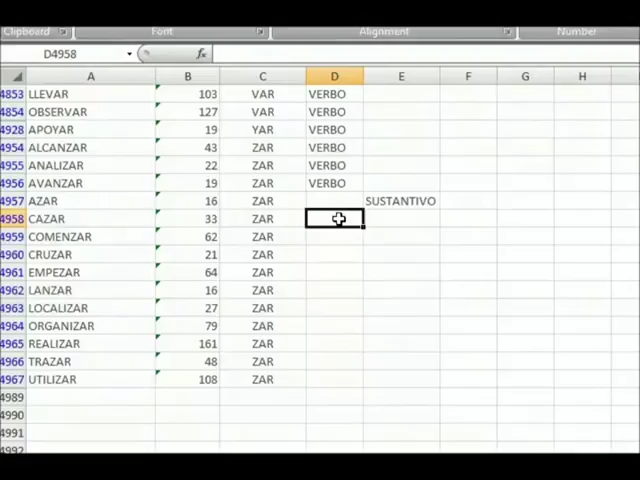 Clipboard Font Alignment Number
D4958 fx
A B C D E F G H
4853 LLEVAR 103 VAR VERBO
4854 OBSERVAR 127 VAR VERBO
4928 APOYAR 19 YAR VERBO
4954 ALCANZAR 43 ZAR VERBO
4955 ANALIZAR 22 ZAR VERBO
4956 AVANZAR 19 ZAR VERBO
4957 AZAR 16 ZAR SUSTANTIVO
4958 CAZAR 33 ZAR
4959 COMENZAR 62 ZAR
4960 CRUZAR 21 ZAR
4961 EMPEZAR 64 ZAR
4962 LANZAR 16 ZAR
4963 LOCALIZAR 27 ZAR
4964 ORGANIZAR 79 ZAR
4965 REALIZAR 161 ZAR
4966 TRAZAR 48 ZAR
4967 UTILIZAR 108 ZAR
4989
4990
4991
4992